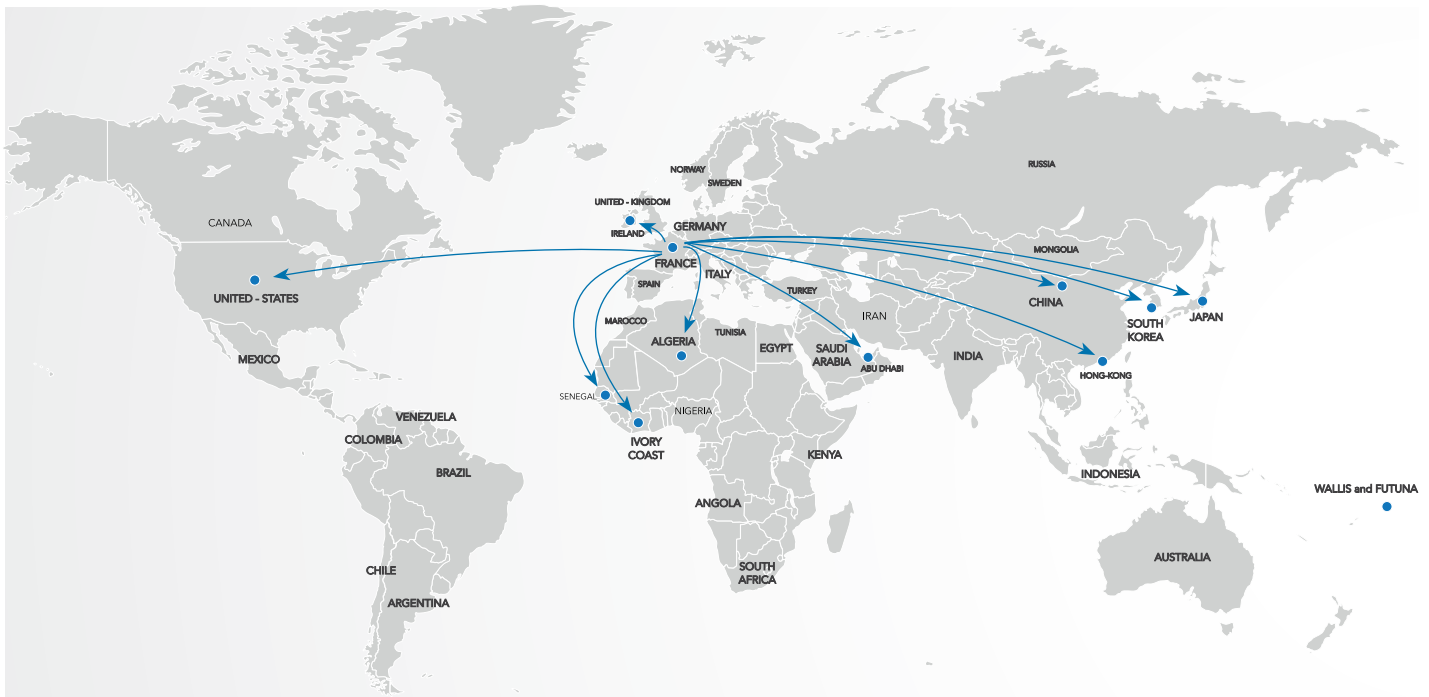 RUSSIA
NORWAY
SWEDEN
UNITED - KINGDOM
CANADA
GERMANY
IRELAND
MONGOLIA
FRANCE
ITALY
SPAIN
TURKEY
UNITED - STATES
CHINA
IRAN
JAPAN
MAROCCO
SOUTH
KOREA
TUNISIA
ALGERIA
EGYPT
SAUDI
ARABIA
INDIA
MEXICO
ABU DHABI
HONG-KONG
SENEGAL
NIGERIA
VENEZUELA
COLOMBIA
IVORY
COAST
KENYA
BRAZIL
INDONESIA
WALLIS and FUTUNA
ANGOLA
AUSTRALIA
SOUTH
AFRICA
CHILE
ARGENTINA